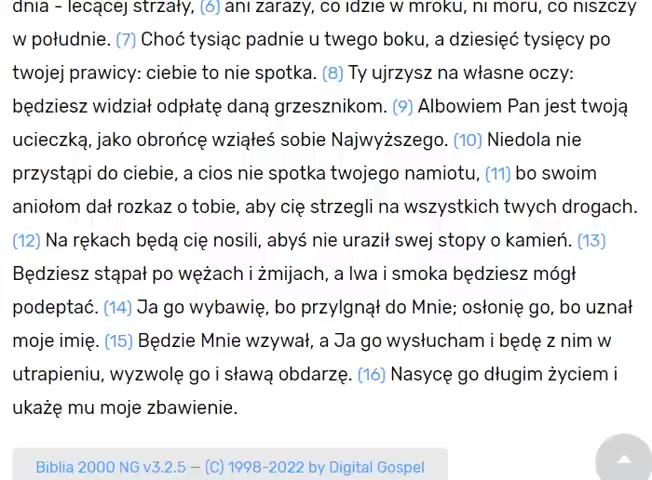 dnia - lecącej strzały, (6) ani zarazy, co idzie w mroku, ni moru, co niszczy
w południe. (7) Choć tysiąc padnie u twego boku, a dziesięć tysięcy po
twojej prawicy: ciebie to nie spotka. (8) Ty ujrzysz na własne oczy:
będziesz widział odpłatę daną grzesznikom. (9) Albowiem Pan jest twoją
ucieczką, jako obrońcę wziąłeś sobie Najwyższego. (10) Niedola nie
przystąpi do ciebie, a cios nie spotka twojego namiotu, (11) bo swoim
aniołom dał rozkaz o tobie, aby cię strzegli na wszystkich twych drogach.
(12) Na rękach będą cię nosili, abyś nie uraził swej stopy o kamień. (13)
Będziesz stąpał po wężach i żmijach, a lwa i smoka będziesz mógł
podeptać. (14) Ja go wybawię, bo przylgnął do Mnie; osłonię go, bo uznał
moje imię. (15) Będzie Mnie wzywał, a Ja go wysłucham i będę z nim w
utrapieniu, wyzwolę go i sławą obdarzę. (16) Nasycę go długim życiem i
ukażę mu moje zbawienie.
Biblia 2000 NG v3.2.5 — (C) 1998-2022 by Digital Gospel